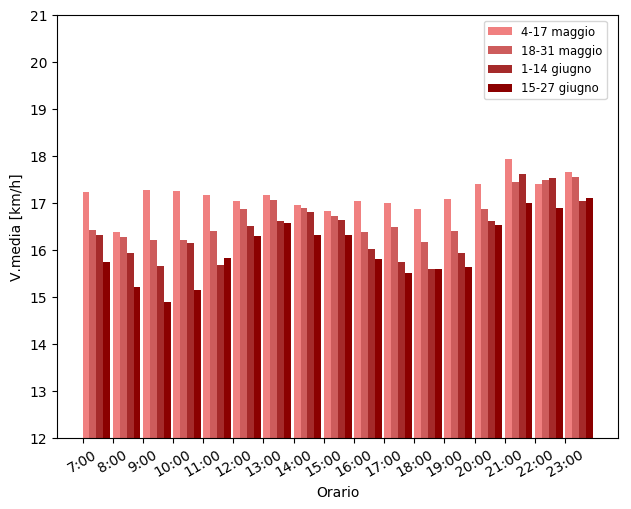 21
20
19
18
17
16
15
14
13
12
V.media [km/h]
4-17 maggio
18-31 maggio
1-14 giugno
15-27 giugno
7:00 8:00 9:00 10:00 11:00 12:00 13:00 14:00 15:00 16:00 17:00 18:00 19:00 20:00 21:00 22:00 23:00
Orario